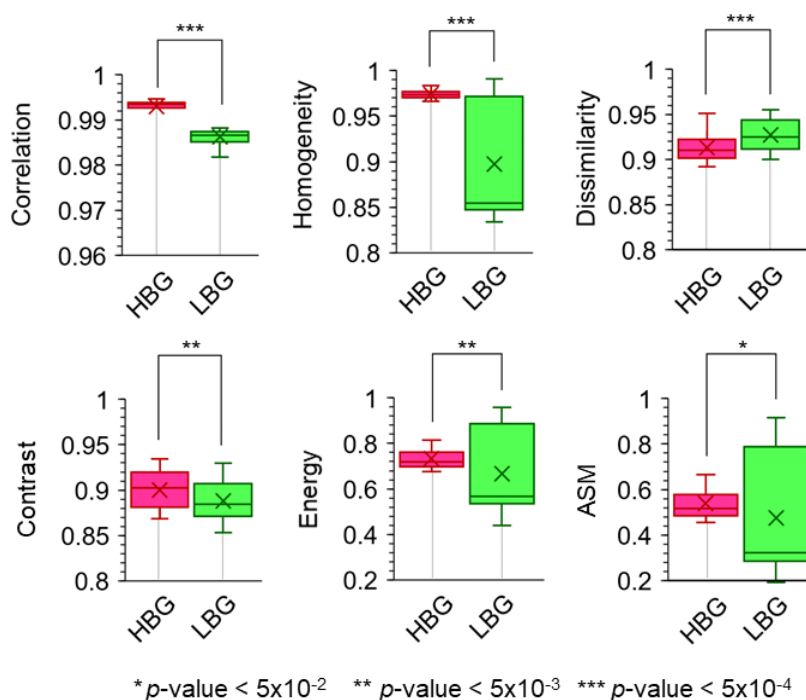 *** *** ***
Correlation
1
0.99
0.98
0.97
0.96
HBG LBG
Homogeneity
1
0.95
0.9
0.85
0.8
HBG LBG
Dissimilarity
1
0.95
0.9
0.85
0.8
HBG LBG
** ** *
Contrast
1
0.95
0.9
0.85
0.8
HBG LBG
Energy
1
0.8
0.6
0.4
0.2
HBG LBG
ASM
1
0.8
0.6
0.4
0.2
HBG LBG
* p-value < 5x10⁻² ** p-value < 5x10⁻³ *** p-value < 5x10⁻⁴